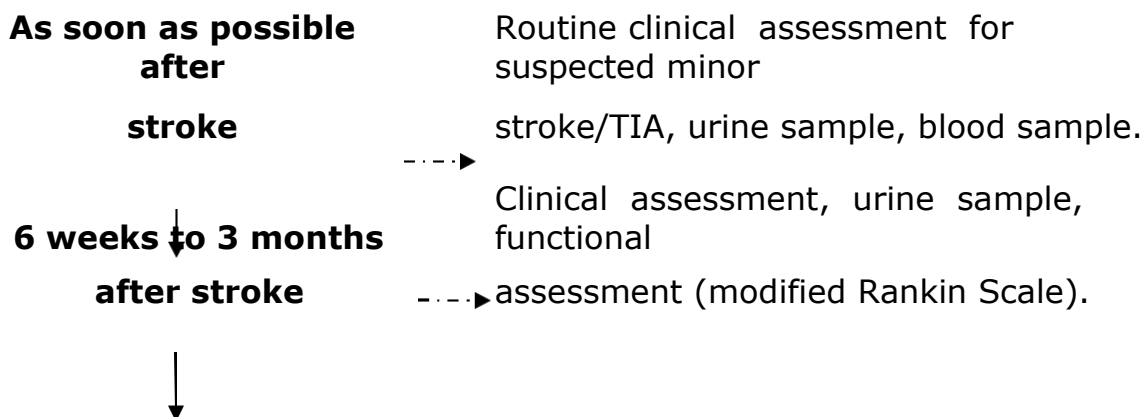 As soon as possible
after
stroke
Routine clinical assessment for
suspected minor
stroke/TIA, urine sample, blood sample.
6 weeks to 3 months
after stroke
Clinical assessment, urine sample,
functional
assessment (modified Rankin Scale).